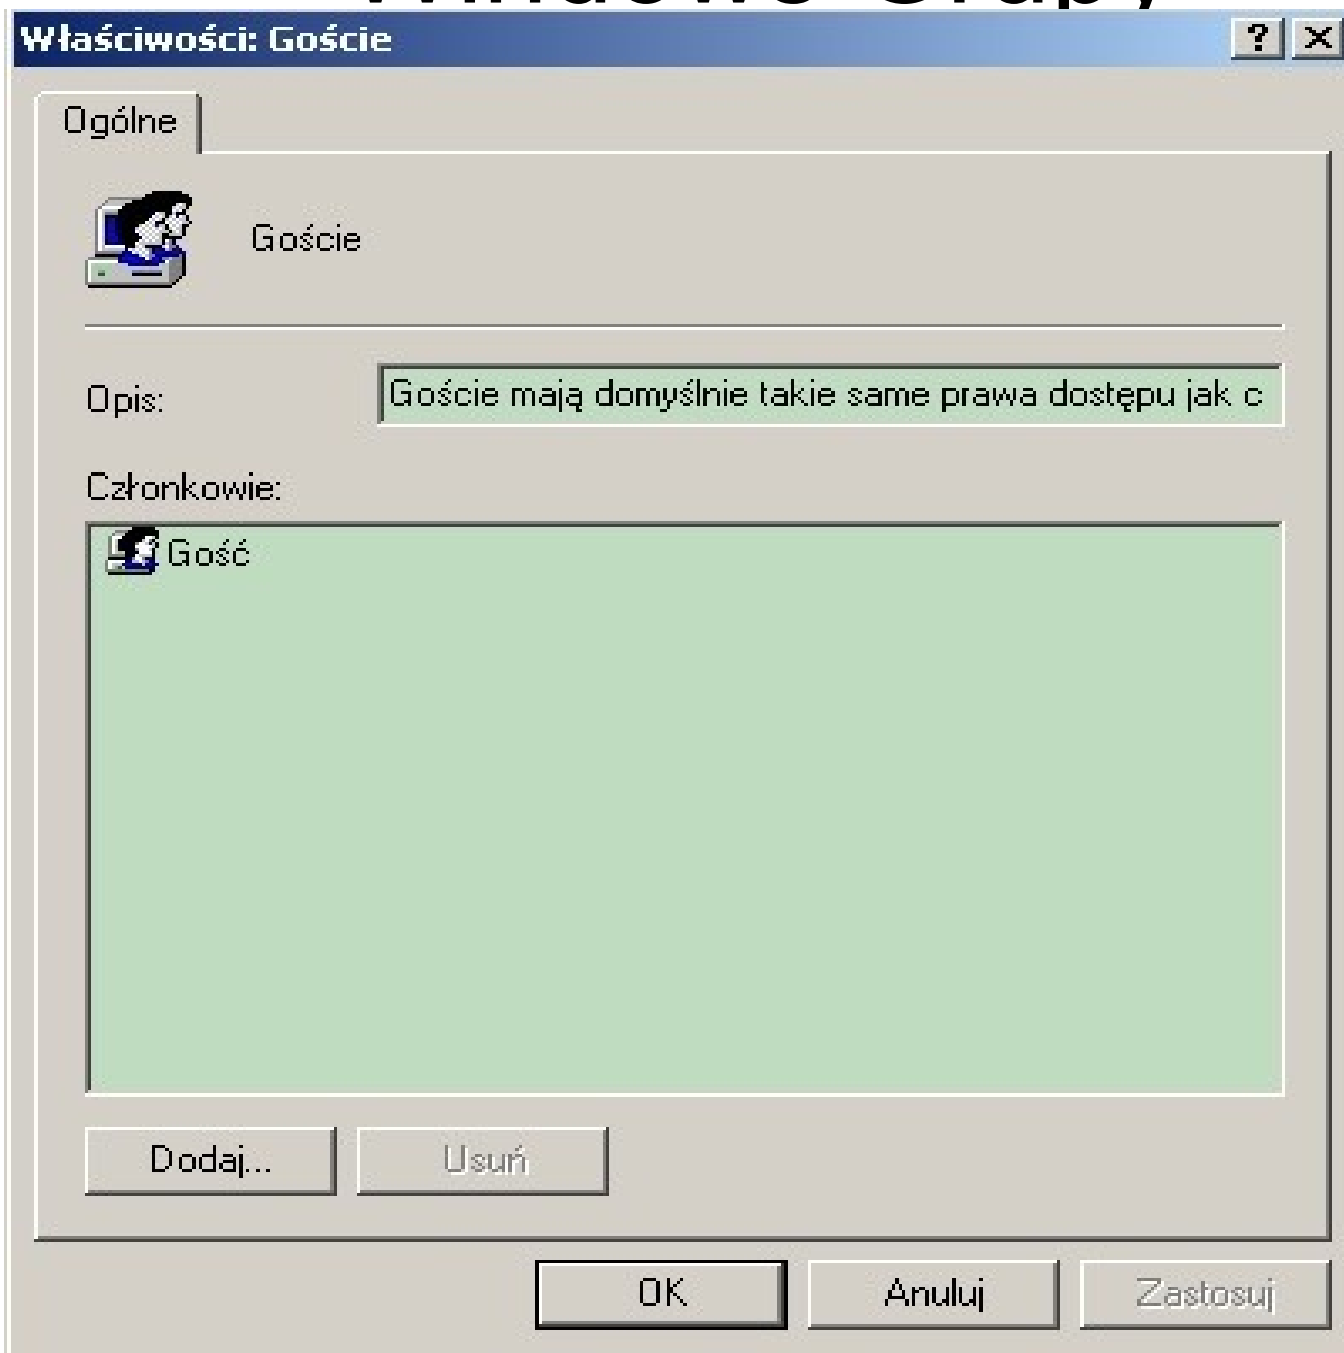 Właściwości: Goście
Ogólne
Goście
Opis:
Goście mają domyślnie takie same prawa dostępu jak c
Członkowie:
Gość
Dodaj...
Usuń
OK
Anuluj
Zastosuj